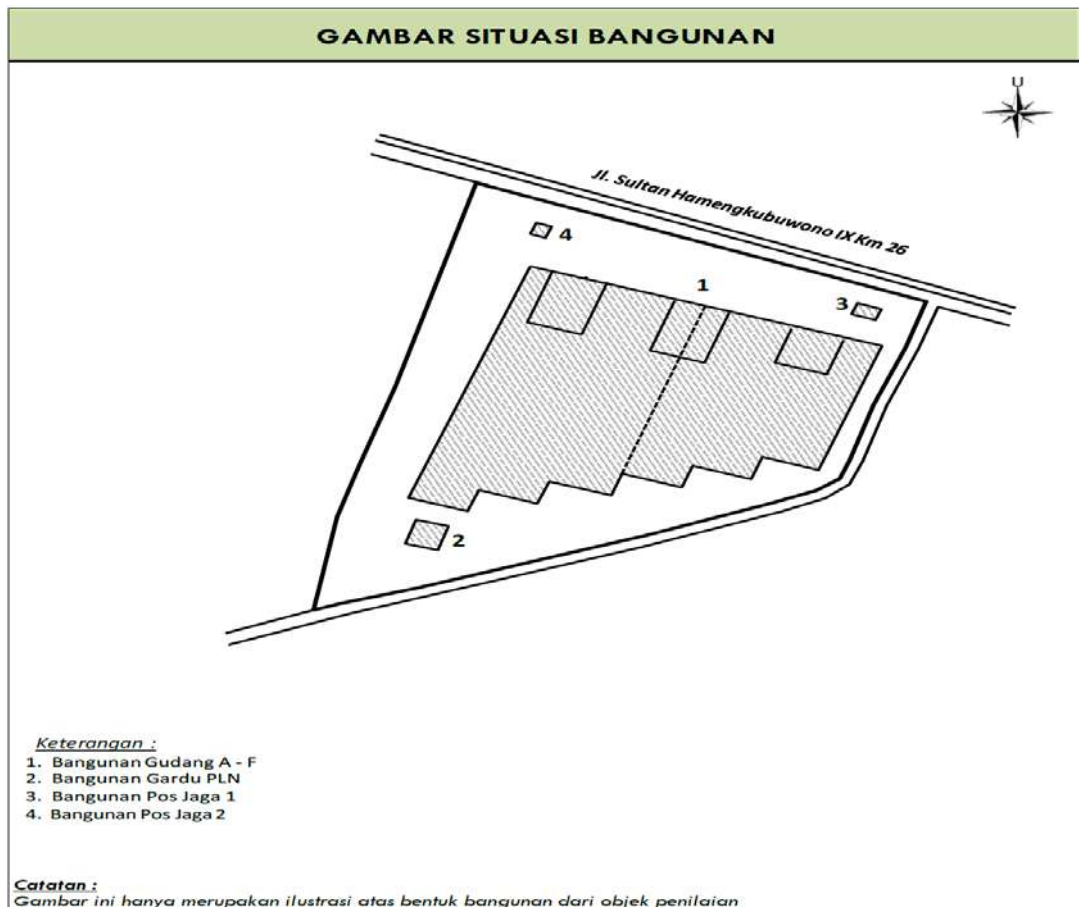 GAMBAR SITUASI BANGUNAN
U
Jl. Sultan Hamengkubuwono IX Km 26
4
1
3
2
Keterangan :
1. Bangunan Gudang A - F
2. Bangunan Gardu PLN
3. Bangunan Pos Jaga 1
4. Bangunan Pos Jaga 2
Catatan :
Gambar ini hanya merupakan ilustrasi atas bentuk bangunan dari objek penilaian